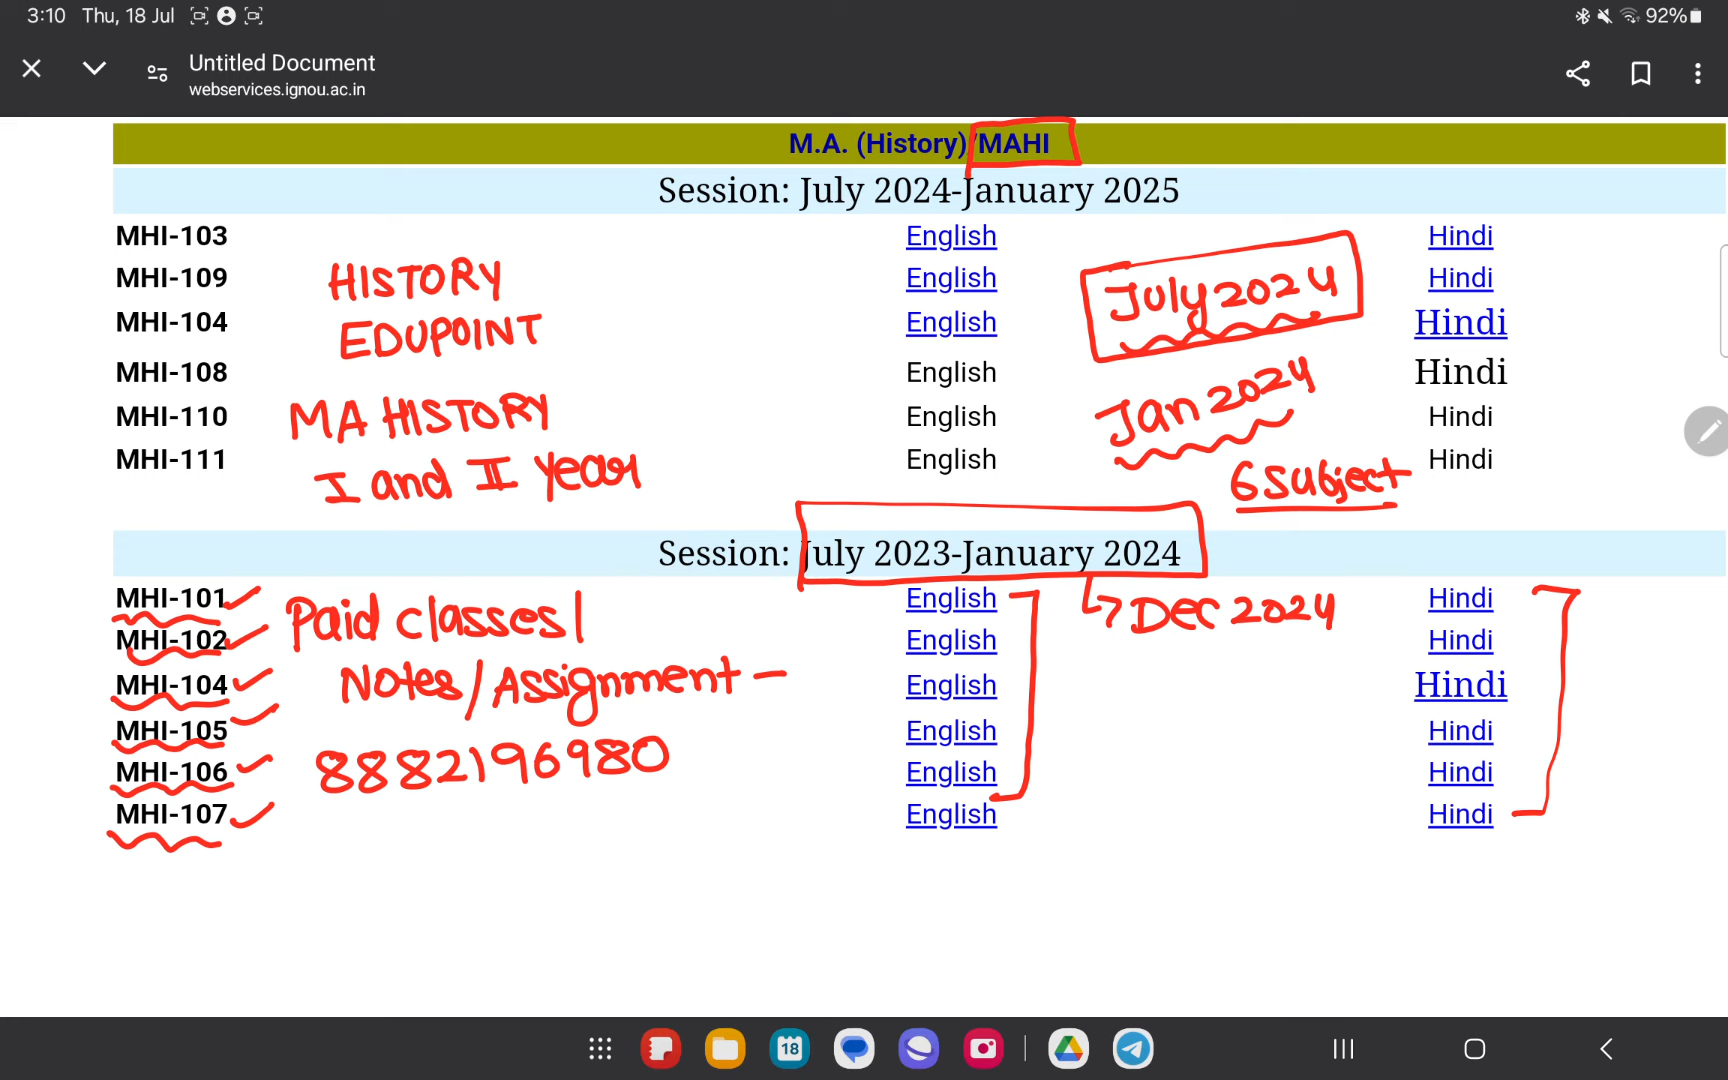 3:10 Thu, 18 Jul 92%
Untitled Document
webservices.ignou.ac.in
M.A. (History)/MAHI
Session: July 2024-January 2025
MHI-103 English Hindi
MHI-109 English Hindi
HISTORY
July 2024
MHI-104 English Hindi
EDUPOINT
MHI-108 English Hindi
Jan 2024
MHI-110 English Hindi
MA HISTORY
MHI-111 English Hindi
I and II year
6 Subject
Session: July 2023-January 2024
MHI-101 English Hindi
Paid classes/
Dec 2024
MHI-102 English Hindi
MHI-104 English Hindi
Notes/Assignment -
MHI-105 English Hindi
MHI-106 English Hindi
8882196980
MHI-107 English Hindi
18